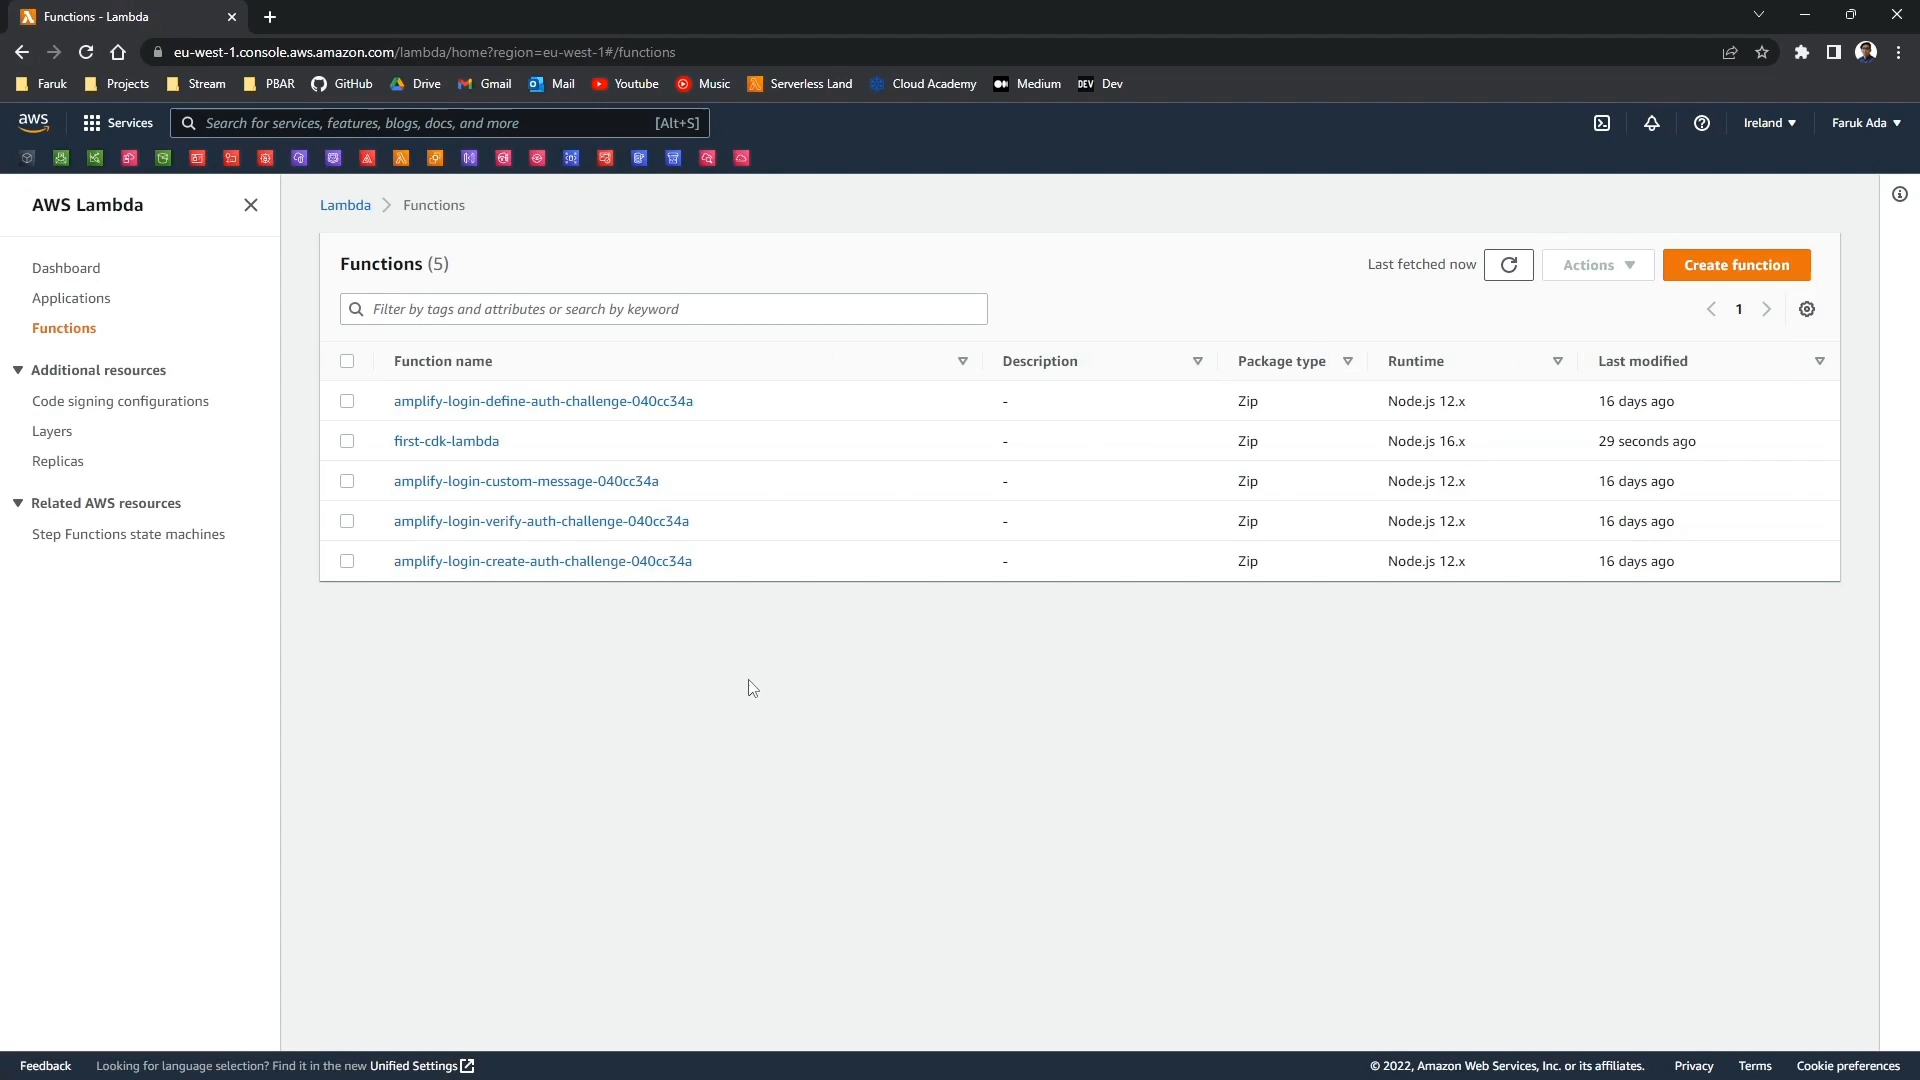 Functions - Lambda
eu-west-1.console.aws.amazon.com/lambda/home?region=eu-west-1#/functions
Faruk Projects Stream PBAR GitHub Drive Gmail Mail Youtube Music Serverless Land Cloud Academy Medium DEV Dev
aws Services Search for services, features, blogs, docs, and more [Alt+S] Ireland Faruk Ada
AWS Lambda
Dashboard
Applications
Functions
Additional resources
Code signing configurations
Layers
Replicas
Related AWS resources
Step Functions state machines
Lambda Functions
Functions (5) Last fetched now Actions Create function
Filter by tags and attributes or search by keyword 1
Function name Description Package type Runtime Last modified
amplify-login-define-auth-challenge-040cc34a - Zip Node.js 12.x 16 days ago
first-cdk-lambda - Zip Node.js 16.x 29 seconds ago
amplify-login-custom-message-040cc34a - Zip Node.js 12.x 16 days ago
amplify-login-verify-auth-challenge-040cc34a - Zip Node.js 12.x 16 days ago
amplify-login-create-auth-challenge-040cc34a - Zip Node.js 12.x 16 days ago
Feedback Looking for language selection? Find it in the new Unified Settings © 2022, Amazon Web Services, Inc. or its affiliates. Privacy Terms Cookie preferences